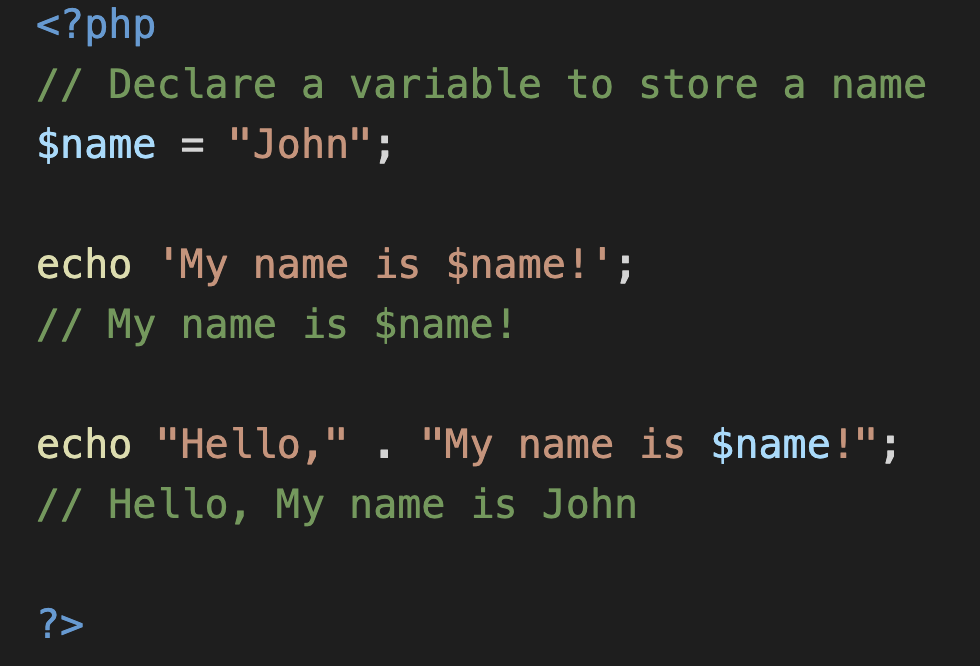 <?php
// Declare a variable to store a name
$name = "John";
echo 'My name is $name!';
// My name is $name!
echo "Hello," . "My name is $name!";
// Hello, My name is John
?>